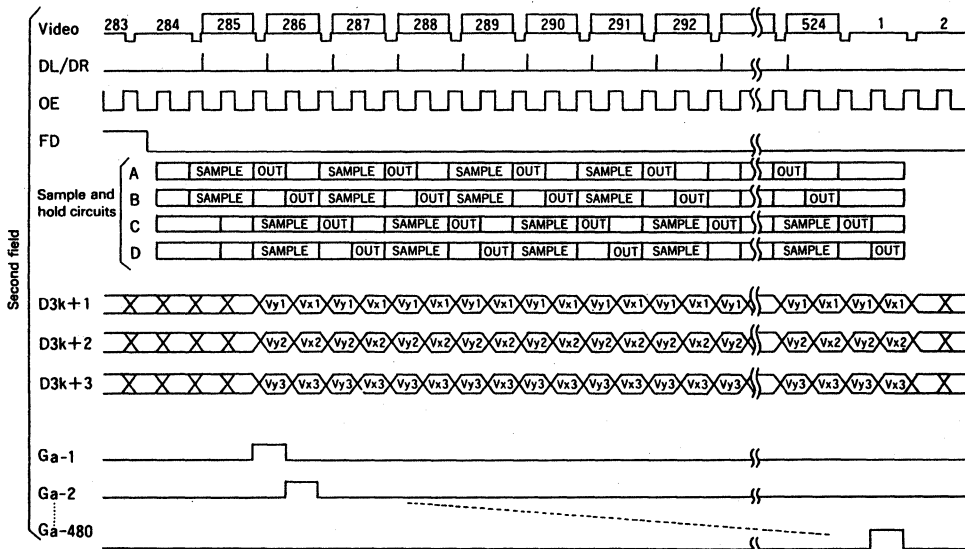 Second field
Video 283 284 285 286 287 288 289 290 291 292 524 1 2
DL/DR
OE
FD
Sample and
hold circuits
A SAMPLE OUT SAMPLE OUT SAMPLE OUT SAMPLE OUT OUT
B SAMPLE OUT SAMPLE OUT SAMPLE OUT SAMPLE OUT OUT
C SAMPLE OUT SAMPLE OUT SAMPLE OUT SAMPLE OUT SAMPLE OUT
D SAMPLE OUT SAMPLE OUT SAMPLE OUT SAMPLE OUT SAMPLE OUT
D3k+1 Vy1 Vx1 Vy1 Vx1 Vy1 Vx1 Vy1 Vx1 Vy1 Vx1 Vy1 Vx1 Vy1 Vx1 Vy1 Vy1 Vx1 Vy1 Vx1
D3k+2 Vy2 Vx2 Vy2 Vx2 Vy2 Vx2 Vy2 Vx2 Vy2 Vx2 Vy2 Vx2 Vy2 Vx2 Vy2 Vy2 Vx2 Vy2 Vx2
D3k+3 Vy3 Vx3 Vy3 Vx3 Vy3 Vx3 Vy3 Vx3 Vy3 Vx3 Vy3 Vx3 Vy3 Vx3 Vy3 Vy3 Vx3 Vy3 Vx3
Ga-1
Ga-2
Ga-480